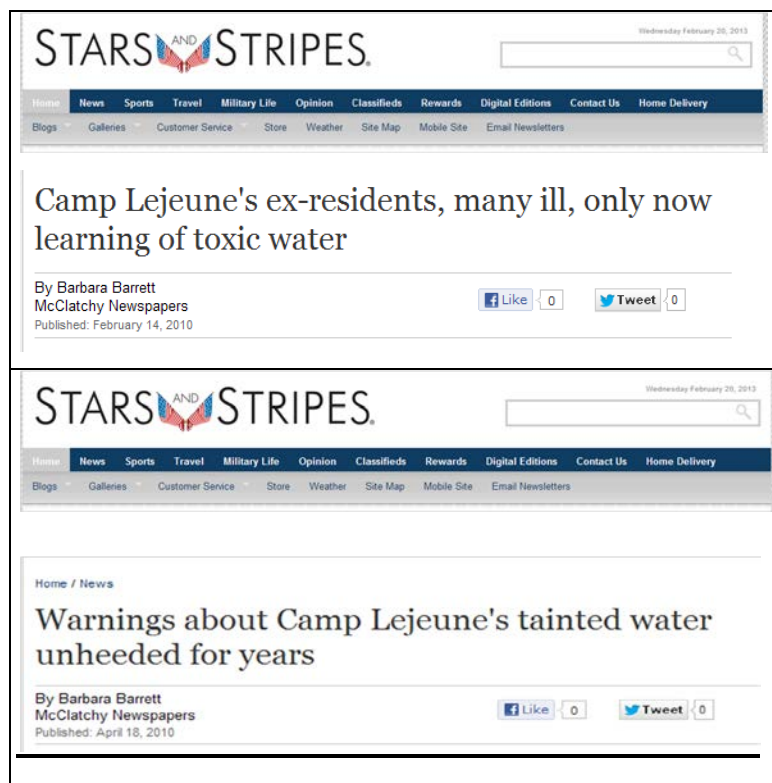 Wednesday February 20, 2013
STARS AND STRIPES.
Home News Sports Travel Military Life Opinion Classifieds Rewards Digital Editions Contact Us Home Delivery
Blogs Galleries Customer Service Store Weather Site Map Mobile Site Email Newsletters
Camp Lejeune's ex-residents, many ill, only now
learning of toxic water
By Barbara Barrett
McClatchy Newspapers
Published: February 14, 2010
Like 0 Tweet 0
Wednesday February 20, 2013
STARS AND STRIPES.
Home News Sports Travel Military Life Opinion Classifieds Rewards Digital Editions Contact Us Home Delivery
Blogs Galleries Customer Service Store Weather Site Map Mobile Site Email Newsletters
Home / News
Warnings about Camp Lejeune's tainted water
unheeded for years
By Barbara Barrett
McClatchy Newspapers
Published: April 18, 2010
Like 0 Tweet 0